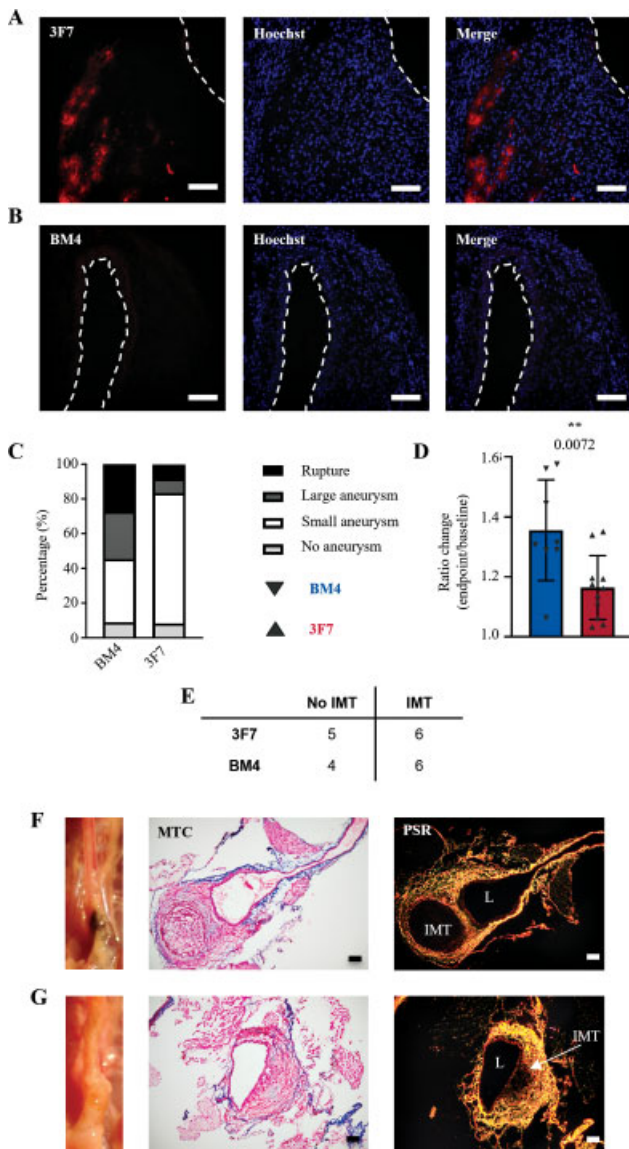 A
3F7
Hoechst
Merge
B
BM4
Hoechst
Merge
C
Percentage (%)
100
80
60
40
20
0
BM4
3F7
Rupture
Large aneurysm
Small aneurysm
No aneurysm
BM4
3F7
D
**
0.0072
Ratio change
(endpoint/baseline)
1.6
1.4
1.2
1.0
E
No IMT IMT
3F7 5 6
BM4 4 6
F
MTC
PSR
L
IMT
G
L
IMT